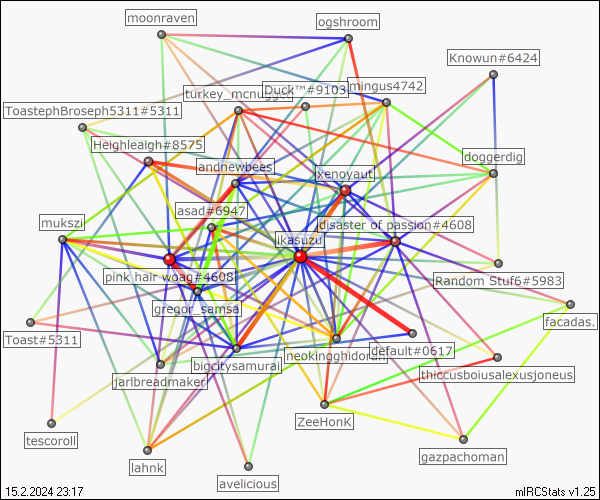 moonraven
ogshroom
Knowun#6424
turkey_mcnugget
Duck™#9103
mingus4742
ToastephBroseph5311#5311
Heighleaigh#8575
doggerdig
andnewbees
xenoyaut
asad#6947
mukszi
disaster of passion#4608
ikasuzu
pink hair woag#4608
Random Stuf6#5983
gregor_samsa
facadas.
Toast#5311
default#0617
neokingghidorah
bigcitysamurai
thiccusboiusalexusjoneus
jarlbreadmaker
ZeeHonK
tescoroll
gazpachoman
lahnk
avelicious
15.2.2024 23:17
mIRCStats v1.25